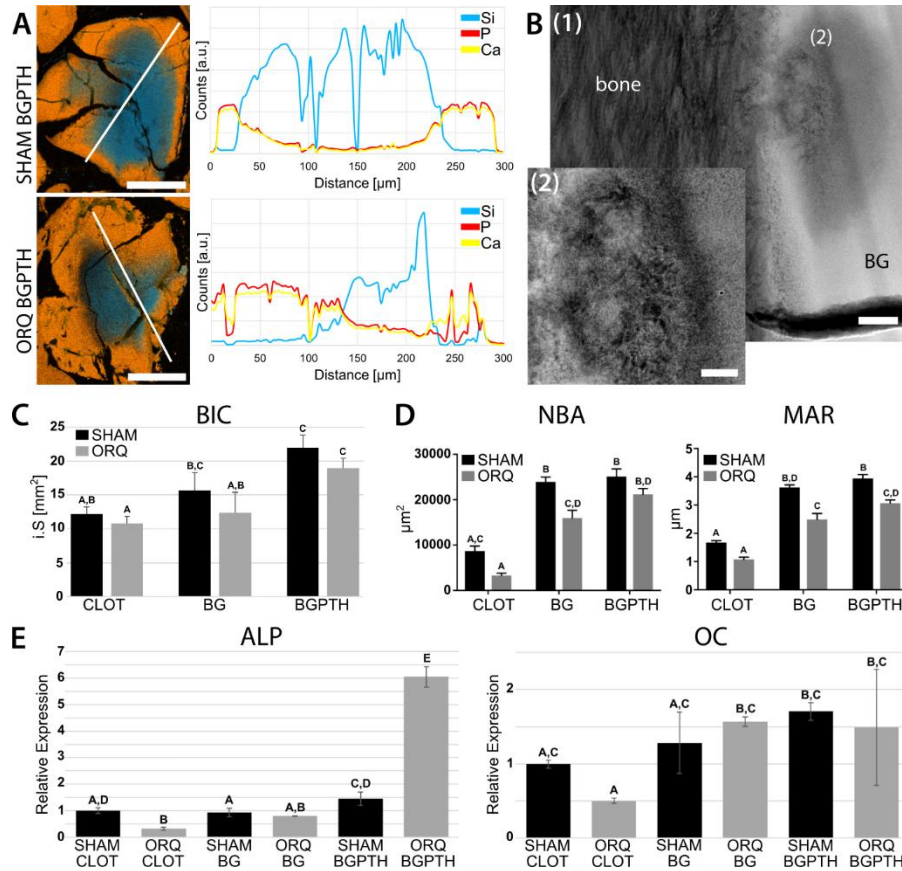 A
SHAM BGPTH
Counts [a.u.]
Si
P
Ca
0 50 100 150 200 250 300
Distance [µm]
ORQ BGPTH
Counts [a.u.]
Si
P
Ca
0 50 100 150 200 250 300
Distance [µm]
B
(1)
bone
(2)
BG
(2)
C
BIC
i.S [mm²]
25
20
15
10
5
0
SHAM
ORQ
A,B A B,C A,B C C
CLOT BG BGPTH
D
NBA
µm²
30000
20000
10000
0
SHAM
ORQ
A,C A B C,D B B,D
CLOT BG BGPTH
MAR
µm
5
4
3
2
1
0
SHAM
ORQ
A A B,D C B C,D
CLOT BG BGPTH
E
ALP
Relative Expression
7
6
5
4
3
2
1
0
A,D B A A,B C,D E
SHAM ORQ SHAM ORQ SHAM ORQ
CLOT CLOT BG BG BGPTH BGPTH
OC
Relative Expression
2
1
0
A,C A A,C B,C B,C B,C
SHAM ORQ SHAM ORQ SHAM ORQ
CLOT CLOT BG BG BGPTH BGPTH